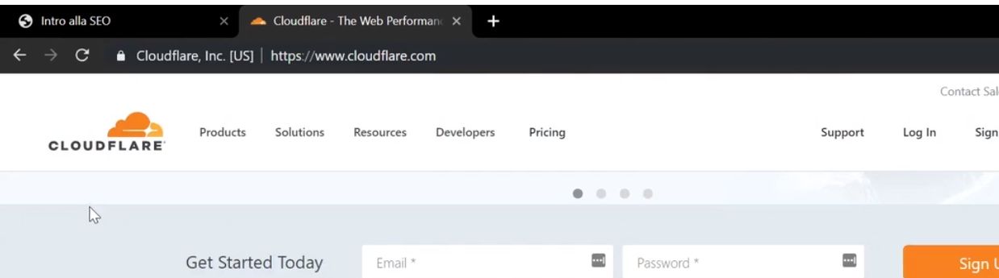 Intro alla SEO
Cloudflare - The Web Performanc
Cloudflare, Inc. [US] | https://www.cloudflare.com
Contact Sal
CLOUDFLARE
Products Solutions Resources Developers Pricing Support Log In Sign
Get Started Today Email * Password * Sign U